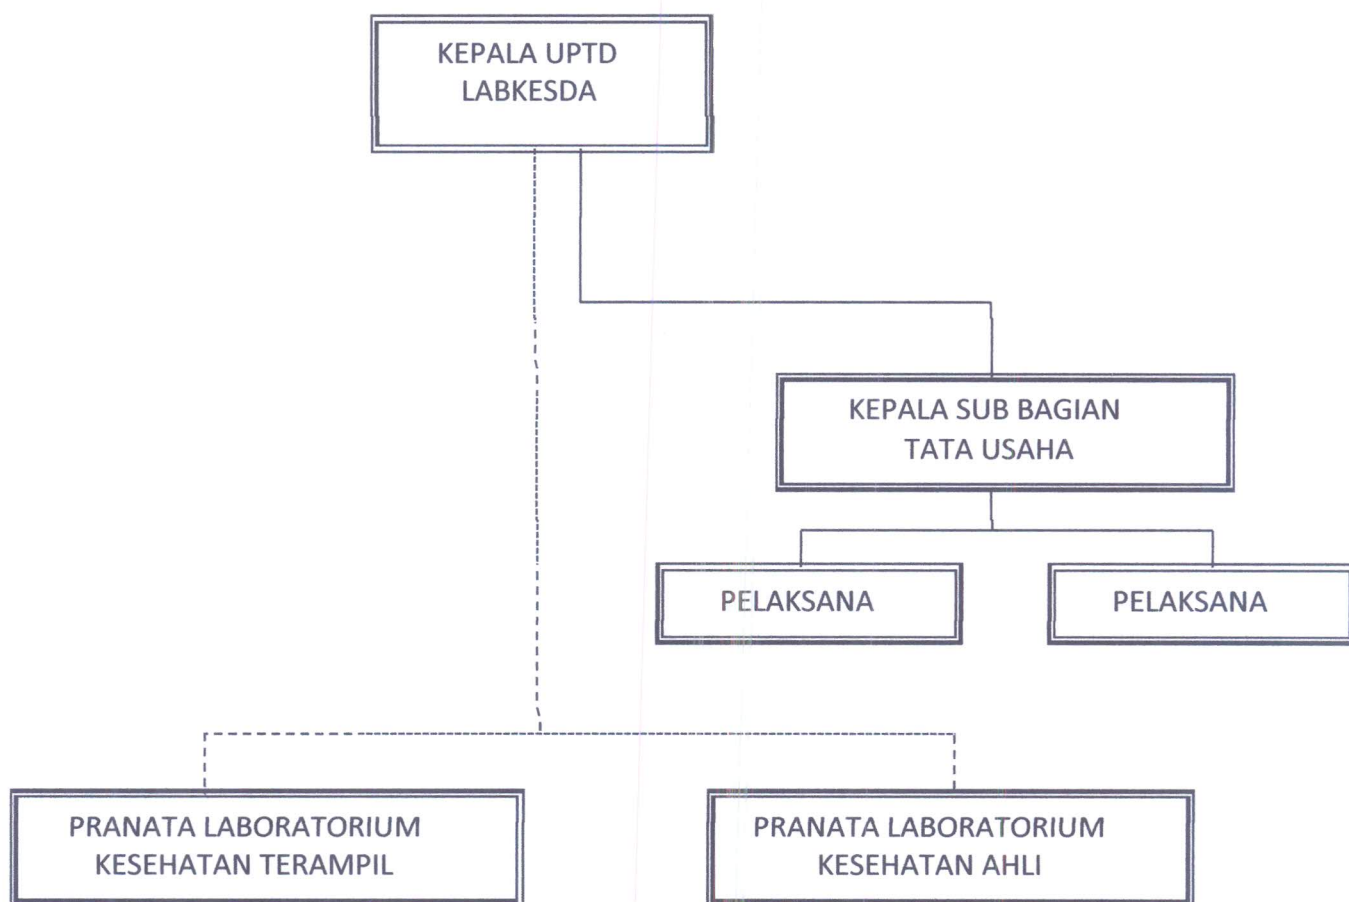 KEPALA UPTD
LABKESDA
KEPALA SUB BAGIAN
TATA USAHA
PELAKSANA
PELAKSANA
PRANATA LABORATORIUM
KESEHATAN TERAMPIL
PRANATA LABORATORIUM
KESEHATAN AHLI